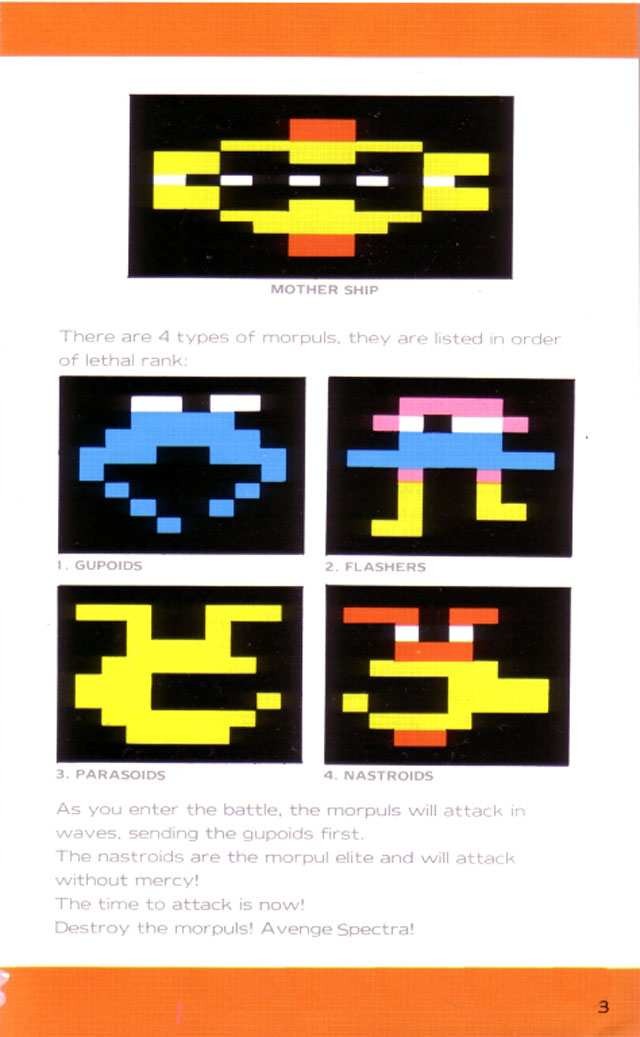 MOTHER SHIP
There are 4 types of morpuls, they are listed in order
of lethal rank:
1. GUPOIDS
2. FLASHERS
3. PARASOIDS
4. NASTROIDS
As you enter the battle, the morpuls will attack in
waves, sending the gupoids first.
The nastroids are the morpul elite and will attack
without mercy!
The time to attack is now!
Destroy the morpuls! Avenge Spectra!
3